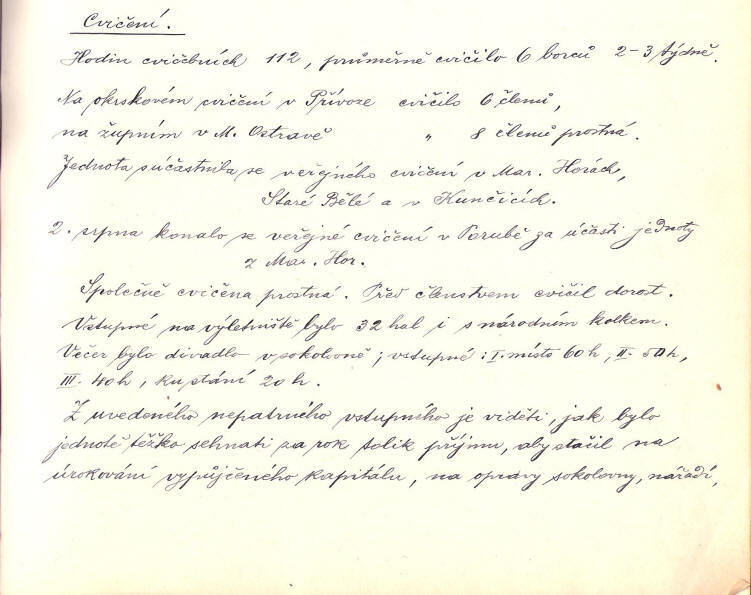 Cvičení.
Hodin cvičebních 112, průměrně cvičilo 6 borců 2-3 týdně.
Na okrskovém cvičení v Přívoze cvičilo 6 členů,
na župním v M. Ostravě " 8 členů prostná.
Jednota súčastnila se veřejného cvičení v Mar. Horách,
Staré Bělé a v Kunčicích.
2. srpna konalo se veřejné cvičení v Porubě za účasti jednoty
z Mar. Hor.
Společně cvičena prostná. Před členstvem cvičil dorost.
Vstupné na výletniště bylo 32 hal i s národním kolkem.
Večer bylo divadlo v sokolovně; vstupné: I. místo 60 h, II. 50 h,
III. 40 h, ku stání 20 h.
Z uvedeného nepatrného vstupného je viděti, jak bylo
jednotě těžko sehnati za rok tolik příjmu, aby stačil na
úrokování vypůjčeného kapitálu, na opravy sokolovny, nářadí,